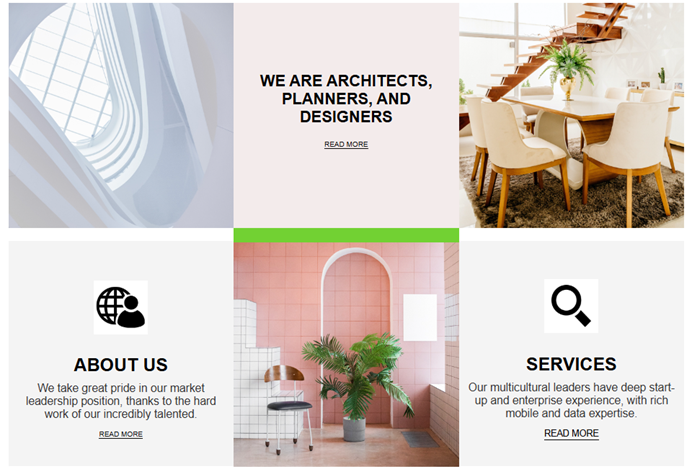 WE ARE ARCHITECTS,
PLANNERS, AND
DESIGNERS
READ MORE
ABOUT US
We take great pride in our market
leadership position, thanks to the hard
work of our incredibly talented.
READ MORE
SERVICES
Our multicultural leaders have deep start-
up and enterprise experience, with rich
mobile and data expertise.
READ MORE